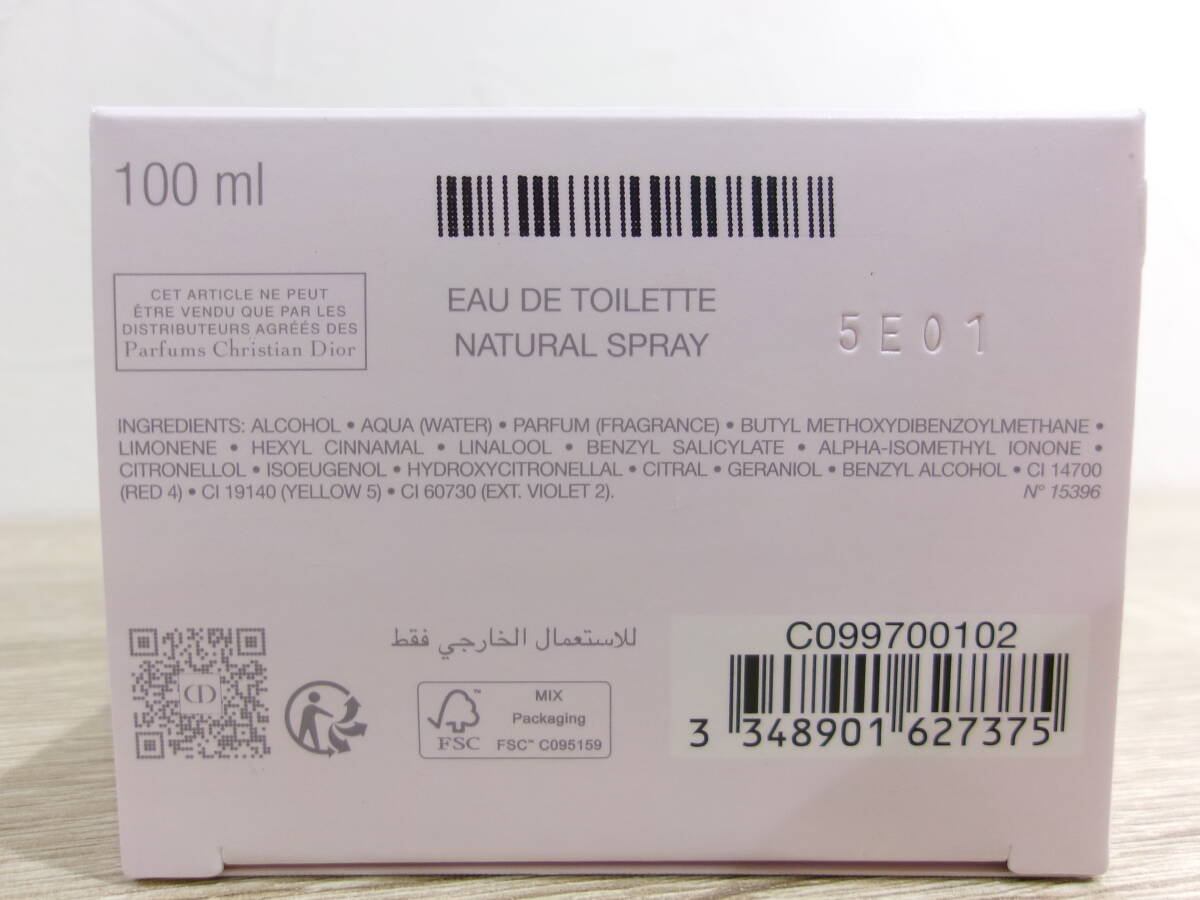 100 ml
CET ARTICLE NE PEUT
ÊTRE VENDU QUE PAR LES
DISTRIBUTEURS AGRÉÉS DES
Parfums Christian Dior
EAU DE TOILETTE
NATURAL SPRAY
5E01
INGREDIENTS: ALCOHOL • AQUA (WATER) • PARFUM (FRAGRANCE) • BUTYL METHOXYDIBENZOYLMETHANE •
LIMONENE • HEXYL CINNAMAL • LINALOOL • BENZYL SALICYLATE • ALPHA-ISOMETHYL IONONE •
CITRONELLOL • ISOEUGENOL • HYDROXYCITRONELLAL • CITRAL • GERANIOL • BENZYL ALCOHOL • CI 14700
(RED 4) • CI 19140 (YELLOW 5) • CI 60730 (EXT. VIOLET 2).
N° 15396
CD
للاستعمال الخارجي فقط
FSC™
MIX
Packaging
FSC™ C095159
C099700102
3 348901 627375